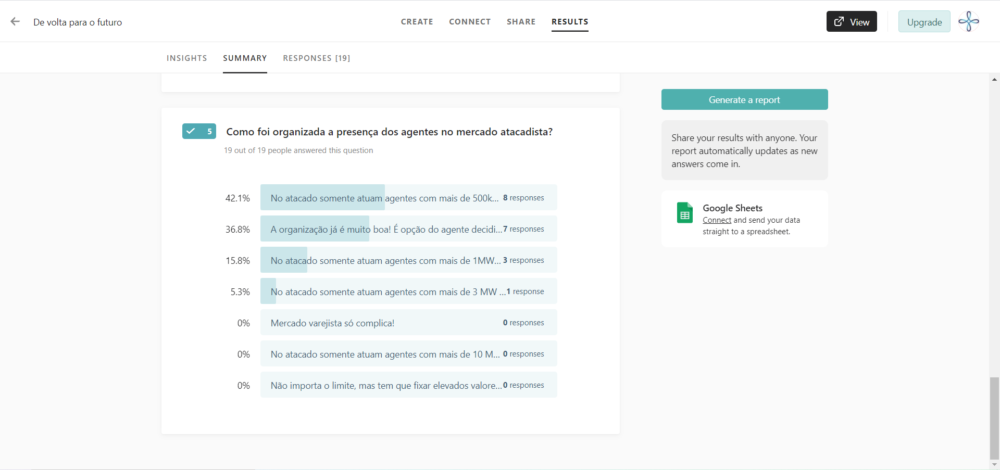 De volta para o futuro
CREATE CONNECT SHARE RESULTS
View
Upgrade
INSIGHTS SUMMARY RESPONSES [19]
5 Como foi organizada a presença dos agentes no mercado atacadista?
19 out of 19 people answered this question
42.1% No atacado somente atuam agentes com mais de 500k... 8 responses
36.8% A organização já é muito boa! É opção do agente decidi... 7 responses
15.8% No atacado somente atuam agentes com mais de 1MW... 3 responses
5.3% No atacado somente atuam agentes com mais de 3 MW ... 1 response
0% Mercado varejista só complica! 0 responses
0% No atacado somente atuam agentes com mais de 10 M... 0 responses
0% Não importa o limite, mas tem que fixar elevados valore... 0 responses
Generate a report
Share your results with anyone. Your
report automatically updates as new
answers come in.
Google Sheets
Connect and send your data
straight to a spreadsheet.